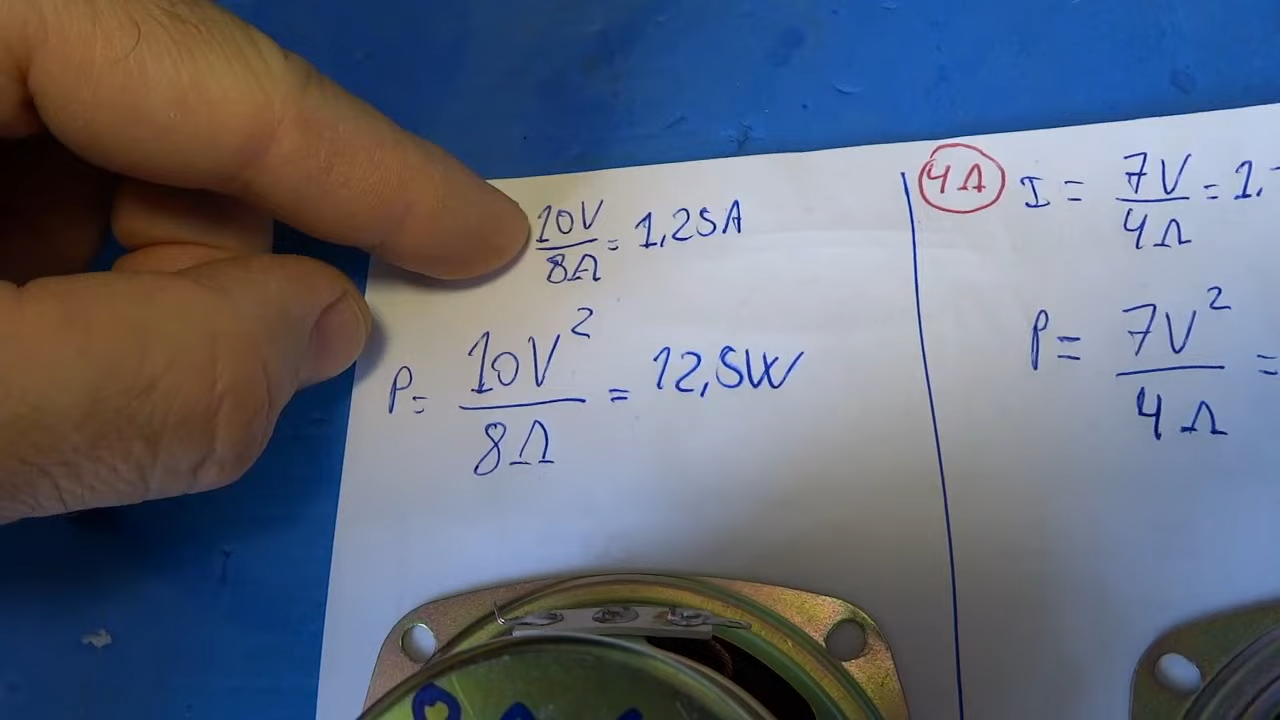 10V/8Ω = 1,25A
P = 10V²/8Ω = 12,5W
4Ω I = 7V/4Ω = 1.
P = 7V²/4Ω =